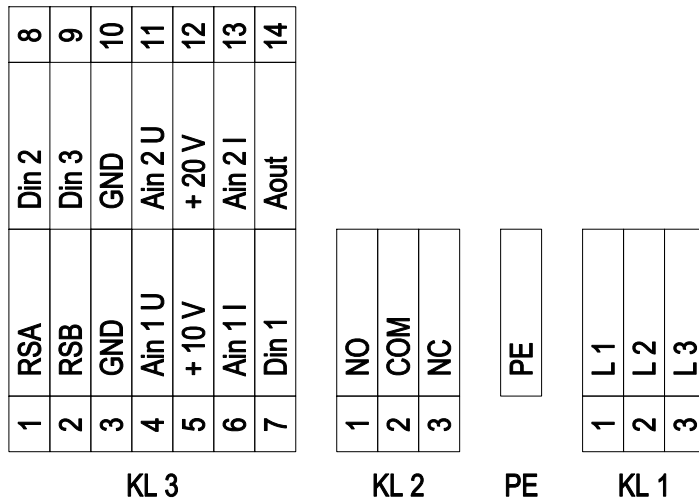 8 9 10 11 12 13 14
Din 2 Din 3 GND Ain 2 U + 20 V Ain 2 I Aout
RSA RSB GND Ain 1 U + 10 V Ain 1 I Din 1
1 2 3 4 5 6 7
KL 3
NO COM NC
1 2 3
KL 2
PE
PE
L 1 L 2 L 3
1 2 3
KL 1